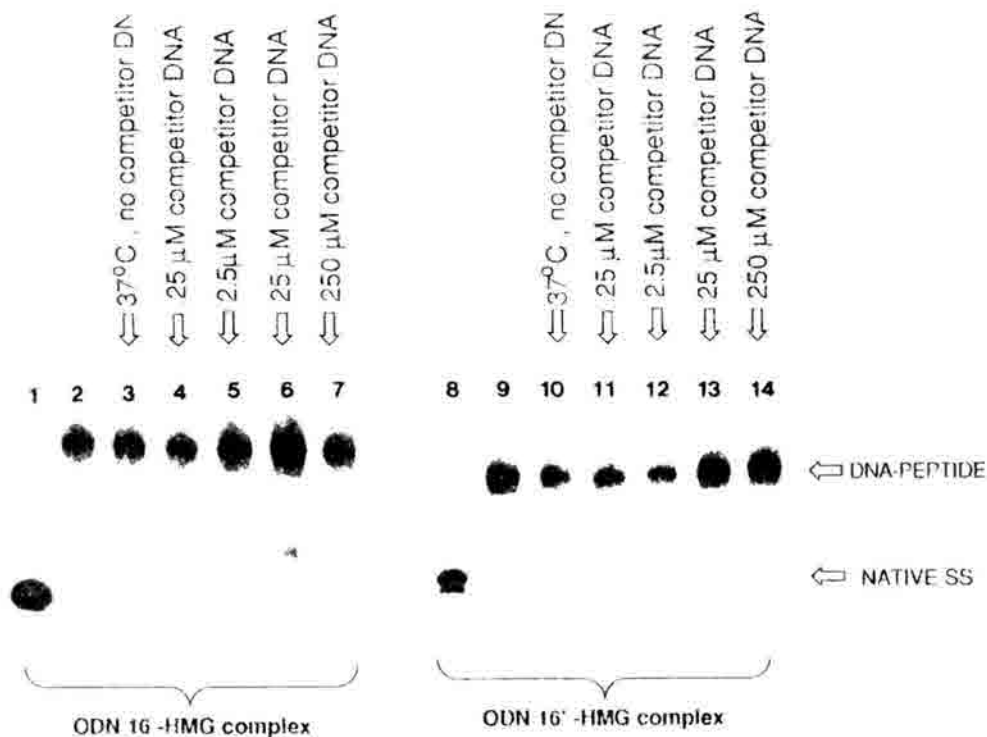 ⇐ 37°C , no competitor DN
⇐ 25 µM competitor DNA
⇐ 2.5µM competitor DNA
⇐ 25 µM competitor DNA
⇐ 250 µM competitor DNA
⇐ 37°C , no competitor DN
⇐ 25 µM competitor DNA
⇐ 2.5µM competitor DNA
⇐ 25 µM competitor DNA
⇐ 250 µM competitor DNA
1 2 3 4 5 6 7 8 9 10 11 12 13 14
⇐ DNA-PEPTIDE
⇐ NATIVE SS
ODN 16 -HMG complex
ODN 16' -HMG complex